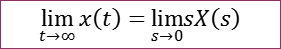 lim x(t) = lim sX(s)
t→∞ s→0